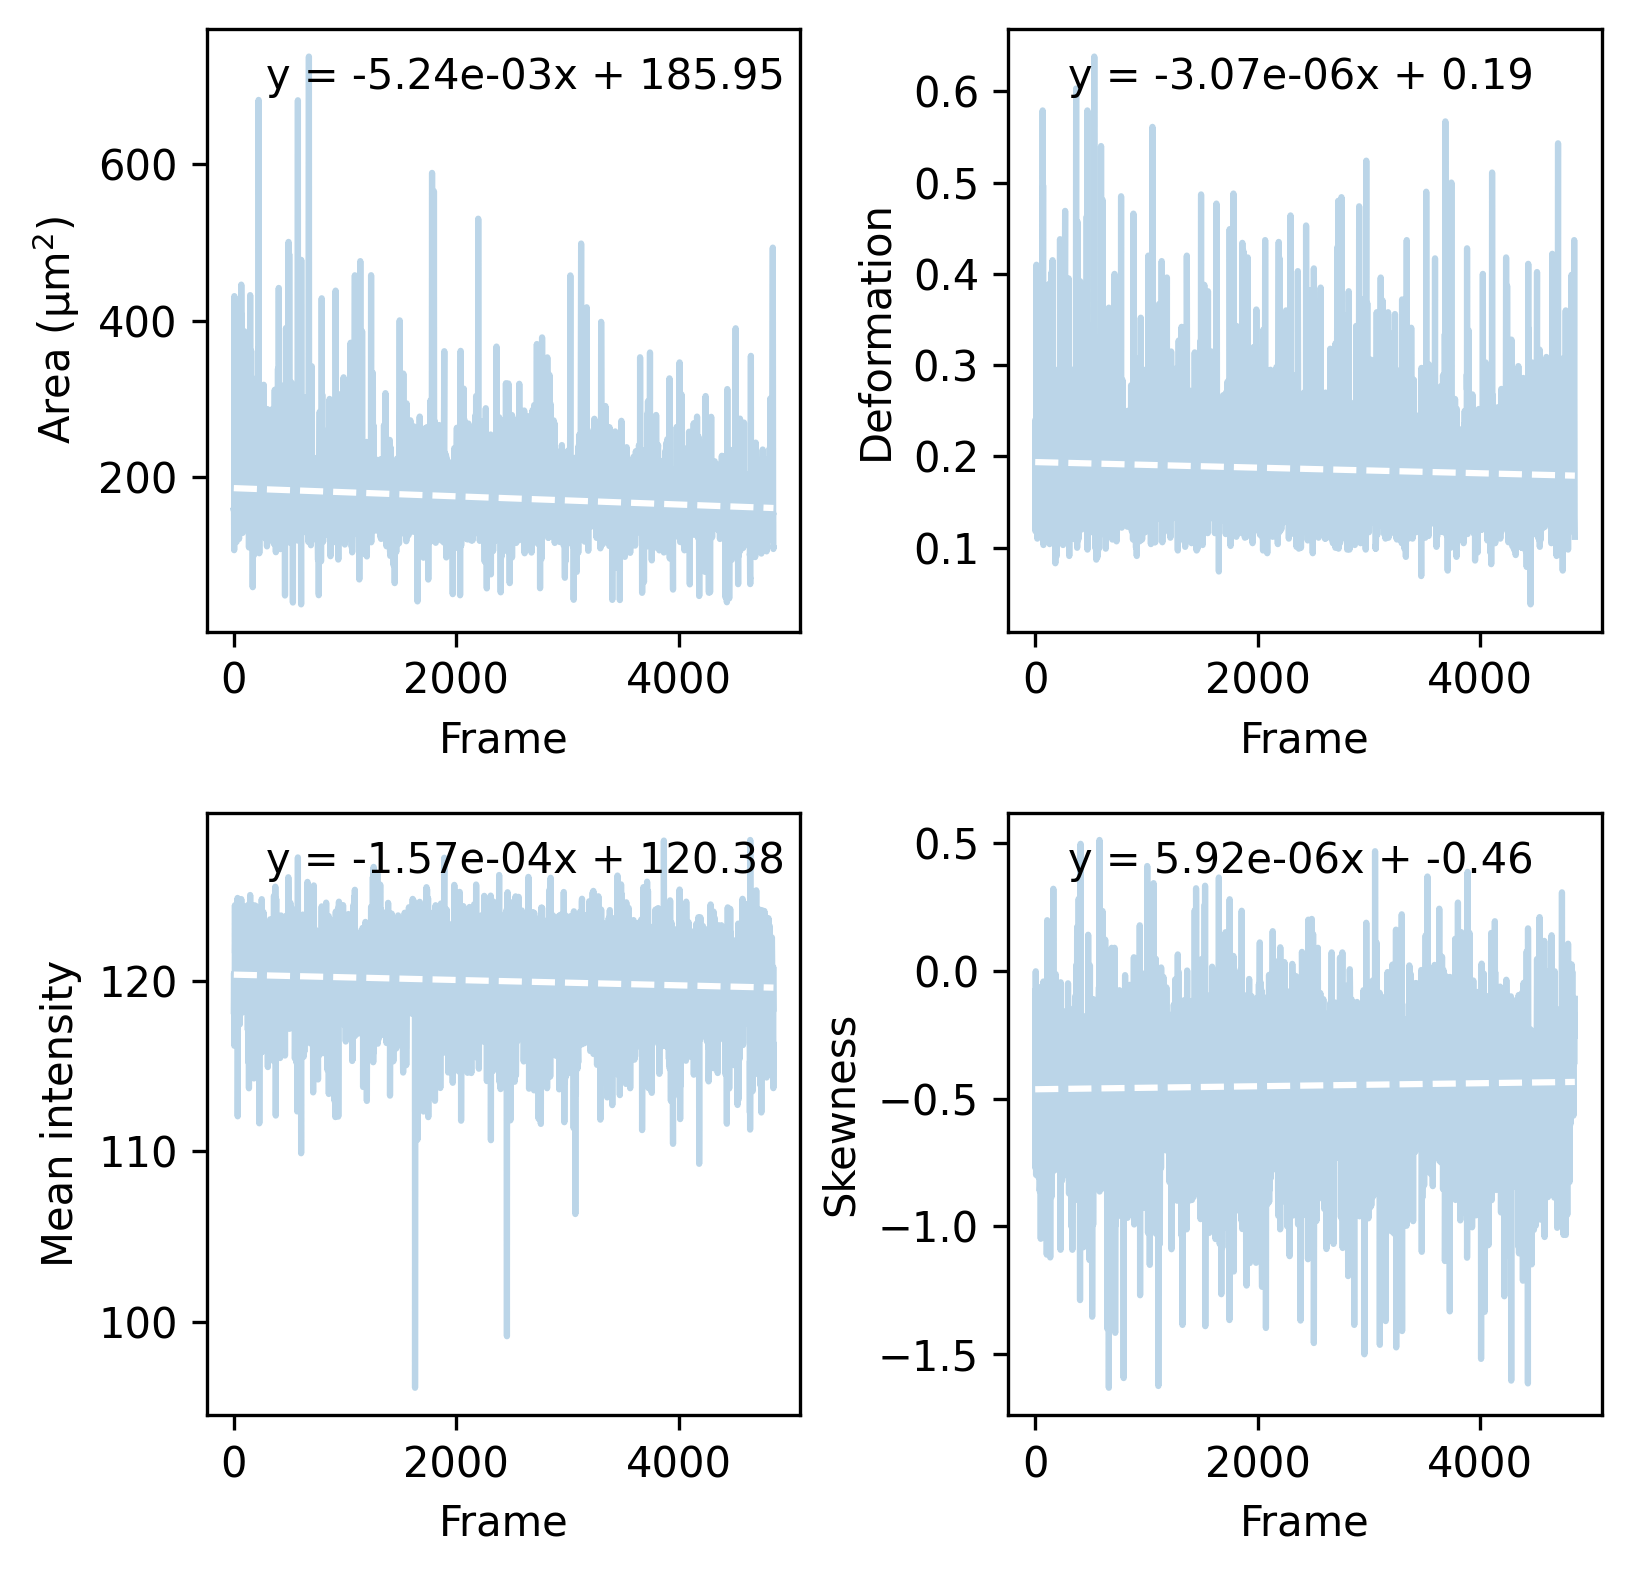 y = -5.24e-03x + 185.95
600
400
200
Area (μm²)
0 2000 4000
Frame
y = -3.07e-06x + 0.19
0.6
0.5
0.4
0.3
0.2
0.1
Deformation
0 2000 4000
Frame
y = -1.57e-04x + 120.38
120
110
100
Mean intensity
0 2000 4000
Frame
y = 5.92e-06x + -0.46
0.5
0.0
−0.5
−1.0
−1.5
Skewness
0 2000 4000
Frame